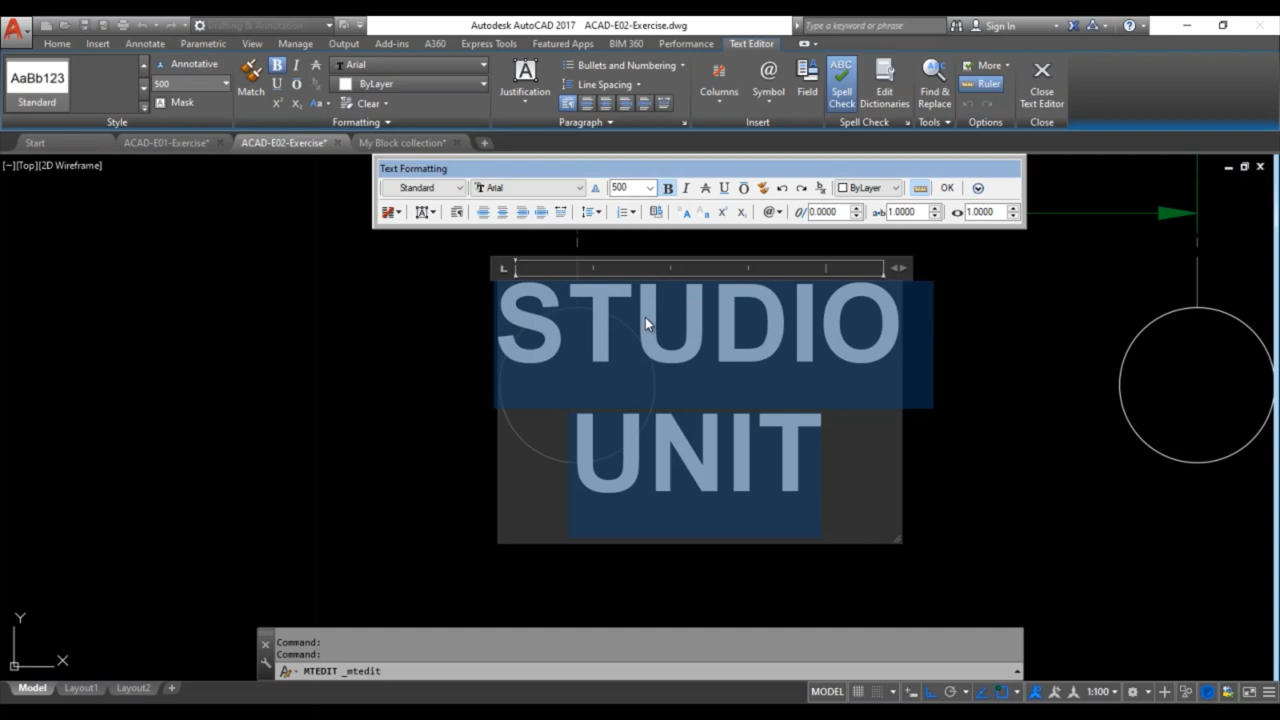 Autodesk AutoCAD 2017 ACAD-E02-Exercise.dwg
Type a keyword or phrase
Sign In
Home Insert Annotate Parametric View Manage Output Add-ins A360 Express Tools Featured Apps BIM 360 Performance Text Editor
AaBb123
Standard
Annotative
500
Mask
Style
Match
B I A
U O
Arial
ByLayer
X² X₂ Aa Clear
Formatting
Justification
Bullets and Numbering
Line Spacing
Paragraph
Columns
Symbol
Field
Insert
ABC
Spell Check
Edit Dictionaries
Spell Check
Find & Replace
Tools
More
Ruler
Options
Close Text Editor
Close
Start ACAD-E01-Exercise* ACAD-E02-Exercise* My Block collection*
[−][Top][2D Wireframe]
Text Formatting
Standard Arial 500 B I A U O ByLayer OK
@ 0/ 0.0000 a•b 1.0000 1.0000
L
STUDIO
UNIT
Y
X
Command:
Command:
MTEDIT _mtedit
Model Layout1 Layout2 +
MODEL 1:100